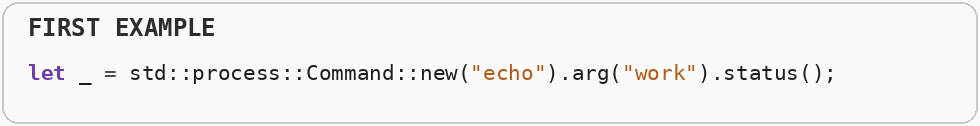 FIRST EXAMPLE
let _ = std::process::Command::new("echo").arg("work").status();